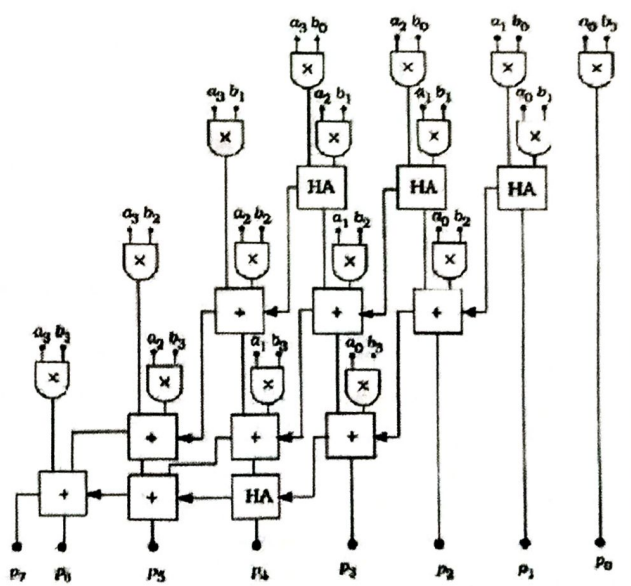 a₃ b₀ a₂ b₀ a₁ b₀ a₀ b₀
× × × ×
a₃ b₁ a₂ b₁ a₁ b₁ a₀ b₁
× × × ×
HA HA HA
a₃ b₂ a₂ b₂ a₁ b₂ a₀ b₂
× × × ×
+ + +
a₃ b₃ a₂ b₃ a₁ b₃ a₀ b₃
× × × ×
+ + +
+ + HA
p₇ p₆ p₅ p₄ p₃ p₂ p₁ p₀